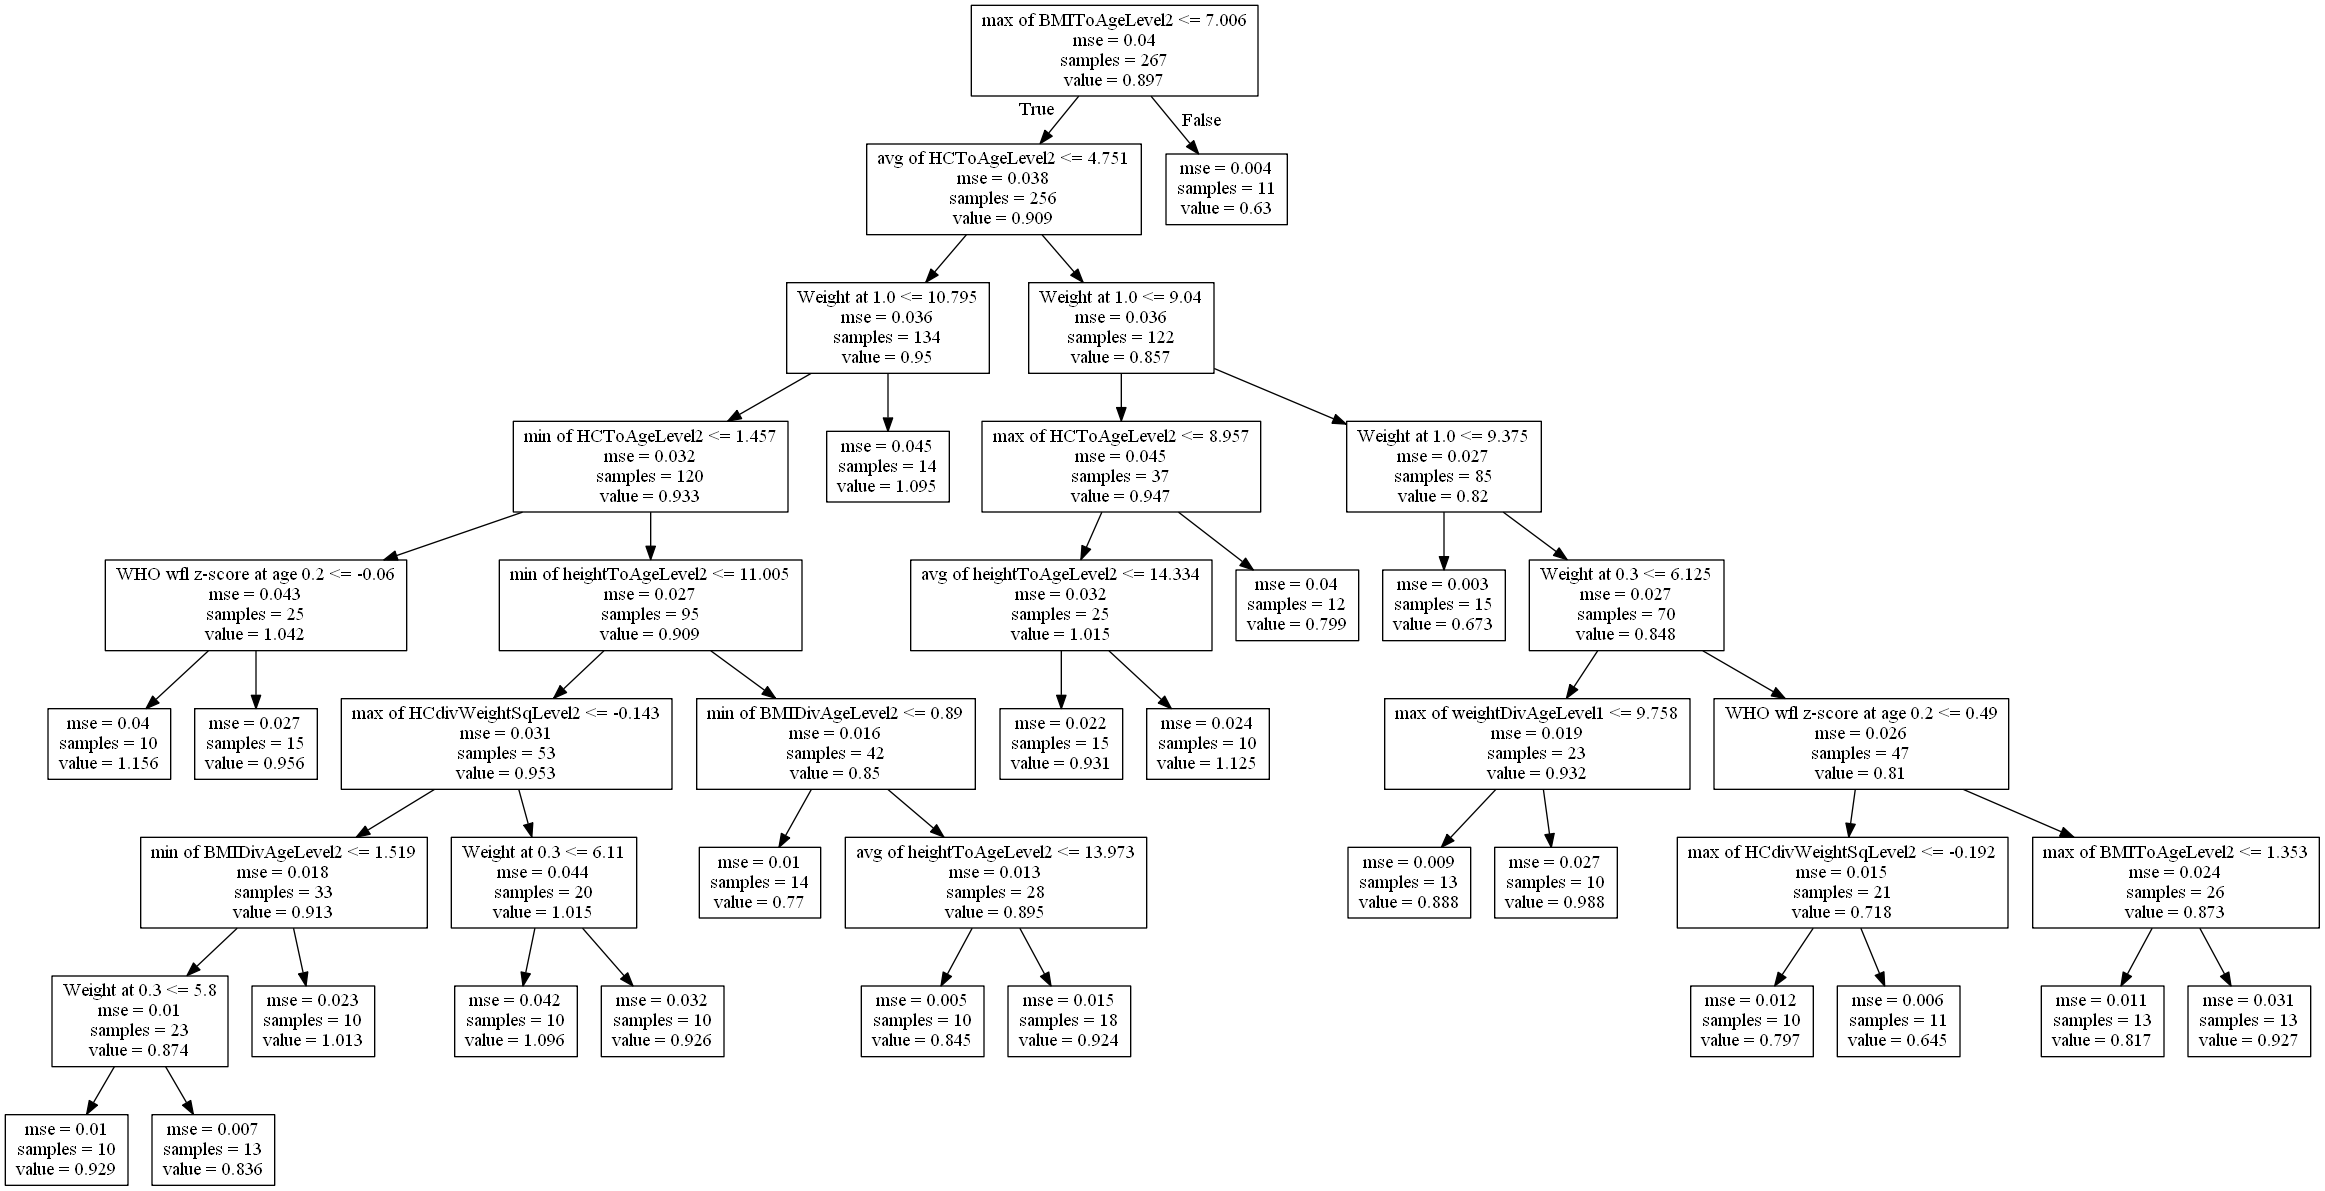 max of BMIToAgeLevel2 <= 7.006
mse = 0.04
samples = 267
value = 0.897
True
False
avg of HCToAgeLevel2 <= 4.751
mse = 0.038
samples = 256
value = 0.909
mse = 0.004
samples = 11
value = 0.63
Weight at 1.0 <= 10.795
mse = 0.036
samples = 134
value = 0.95
Weight at 1.0 <= 9.04
mse = 0.036
samples = 122
value = 0.857
min of HCToAgeLevel2 <= 1.457
mse = 0.032
samples = 120
value = 0.933
mse = 0.045
samples = 14
value = 1.095
max of HCToAgeLevel2 <= 8.957
mse = 0.045
samples = 37
value = 0.947
Weight at 1.0 <= 9.375
mse = 0.027
samples = 85
value = 0.82
WHO wfl z-score at age 0.2 <= -0.06
mse = 0.043
samples = 25
value = 1.042
min of heightToAgeLevel2 <= 11.005
mse = 0.027
samples = 95
value = 0.909
avg of heightToAgeLevel2 <= 14.334
mse = 0.032
samples = 25
value = 1.015
mse = 0.04
samples = 12
value = 0.799
mse = 0.003
samples = 15
value = 0.673
Weight at 0.3 <= 6.125
mse = 0.027
samples = 70
value = 0.848
mse = 0.04
samples = 10
value = 1.156
mse = 0.027
samples = 15
value = 0.956
max of HCdivWeightSqLevel2 <= -0.143
mse = 0.031
samples = 53
value = 0.953
min of BMIDivAgeLevel2 <= 0.89
mse = 0.016
samples = 42
value = 0.85
mse = 0.022
samples = 15
value = 0.931
mse = 0.024
samples = 10
value = 1.125
max of weightDivAgeLevel1 <= 9.758
mse = 0.019
samples = 23
value = 0.932
WHO wfl z-score at age 0.2 <= 0.49
mse = 0.026
samples = 47
value = 0.81
min of BMIDivAgeLevel2 <= 1.519
mse = 0.018
samples = 33
value = 0.913
Weight at 0.3 <= 6.11
mse = 0.044
samples = 20
value = 1.015
mse = 0.01
samples = 14
value = 0.77
avg of heightToAgeLevel2 <= 13.973
mse = 0.013
samples = 28
value = 0.895
mse = 0.009
samples = 13
value = 0.888
mse = 0.027
samples = 10
value = 0.988
max of HCdivWeightSqLevel2 <= -0.192
mse = 0.015
samples = 21
value = 0.718
max of BMIToAgeLevel2 <= 1.353
mse = 0.024
samples = 26
value = 0.873
Weight at 0.3 <= 5.8
mse = 0.01
samples = 23
value = 0.874
mse = 0.023
samples = 10
value = 1.013
mse = 0.042
samples = 10
value = 1.096
mse = 0.032
samples = 10
value = 0.926
mse = 0.005
samples = 10
value = 0.845
mse = 0.015
samples = 18
value = 0.924
mse = 0.012
samples = 10
value = 0.797
mse = 0.006
samples = 11
value = 0.645
mse = 0.011
samples = 13
value = 0.817
mse = 0.031
samples = 13
value = 0.927
mse = 0.01
samples = 10
value = 0.929
mse = 0.007
samples = 13
value = 0.836